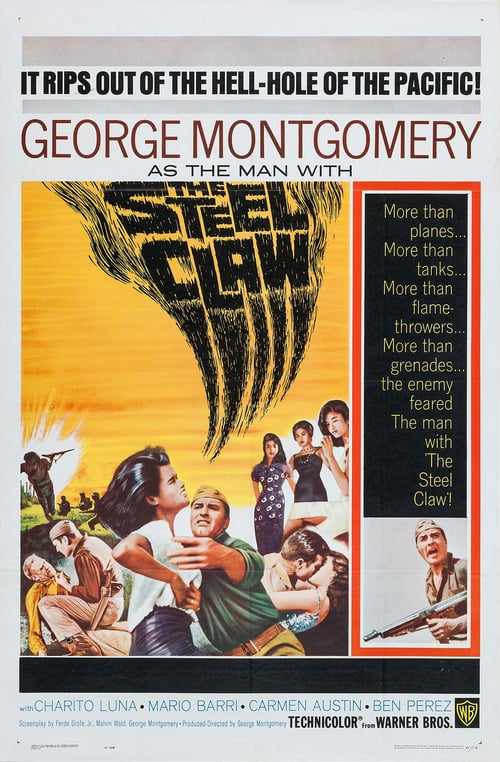 IT RIPS OUT OF THE HELL-HOLE OF THE PACIFIC!
GEORGE MONTGOMERY
AS THE MAN WITH
THE
STEEL
CLAW
More than
planes...
More than
tanks...
More than
flame-
throwers...
More than
grenades...
the enemy
feared
The man
with
'The
Steel
Claw'!
with CHARITO LUNA • MARIO BARRI • CARMEN AUSTIN • BEN PEREZ
Screenplay by Ferde Grofe, Jr., Malvin Wald, George Montgomery • Produced-Directed by George Montgomery TECHNICOLOR® From WARNER BROS.
WB